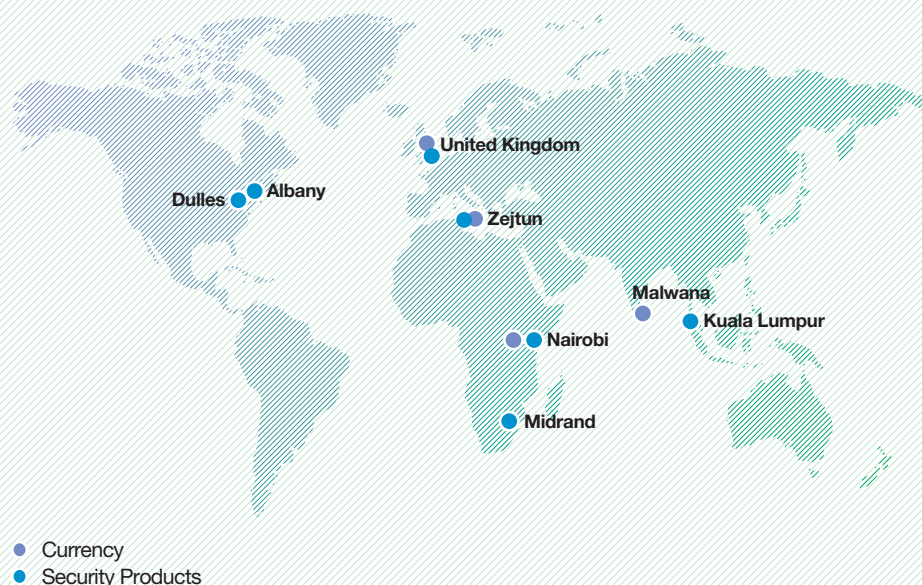 United Kingdom
Albany
Dulles
Zejtun
Malwana
Kuala Lumpur
Nairobi
Midrand
Currency
Security Products